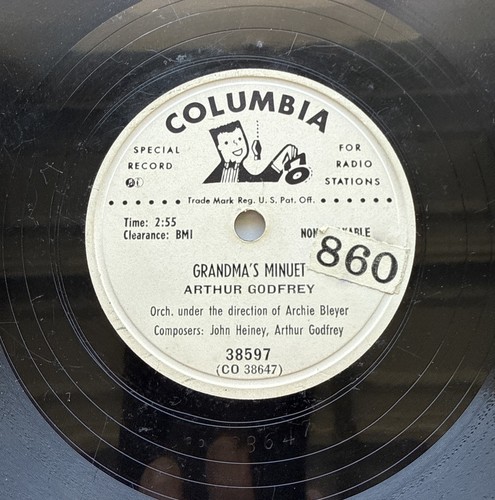 COLUMBIA
SPECIAL RECORD
FOR RADIO STATIONS
Trade Mark Reg. U. S. Pat. Off.
Time: 2:55
Clearance: BMI
860
GRANDMA'S MINUET
ARTHUR GODFREY
Orch. under the direction of Archie Bleyer
Composers: John Heiney, Arthur Godfrey
38597
(CO 38647)